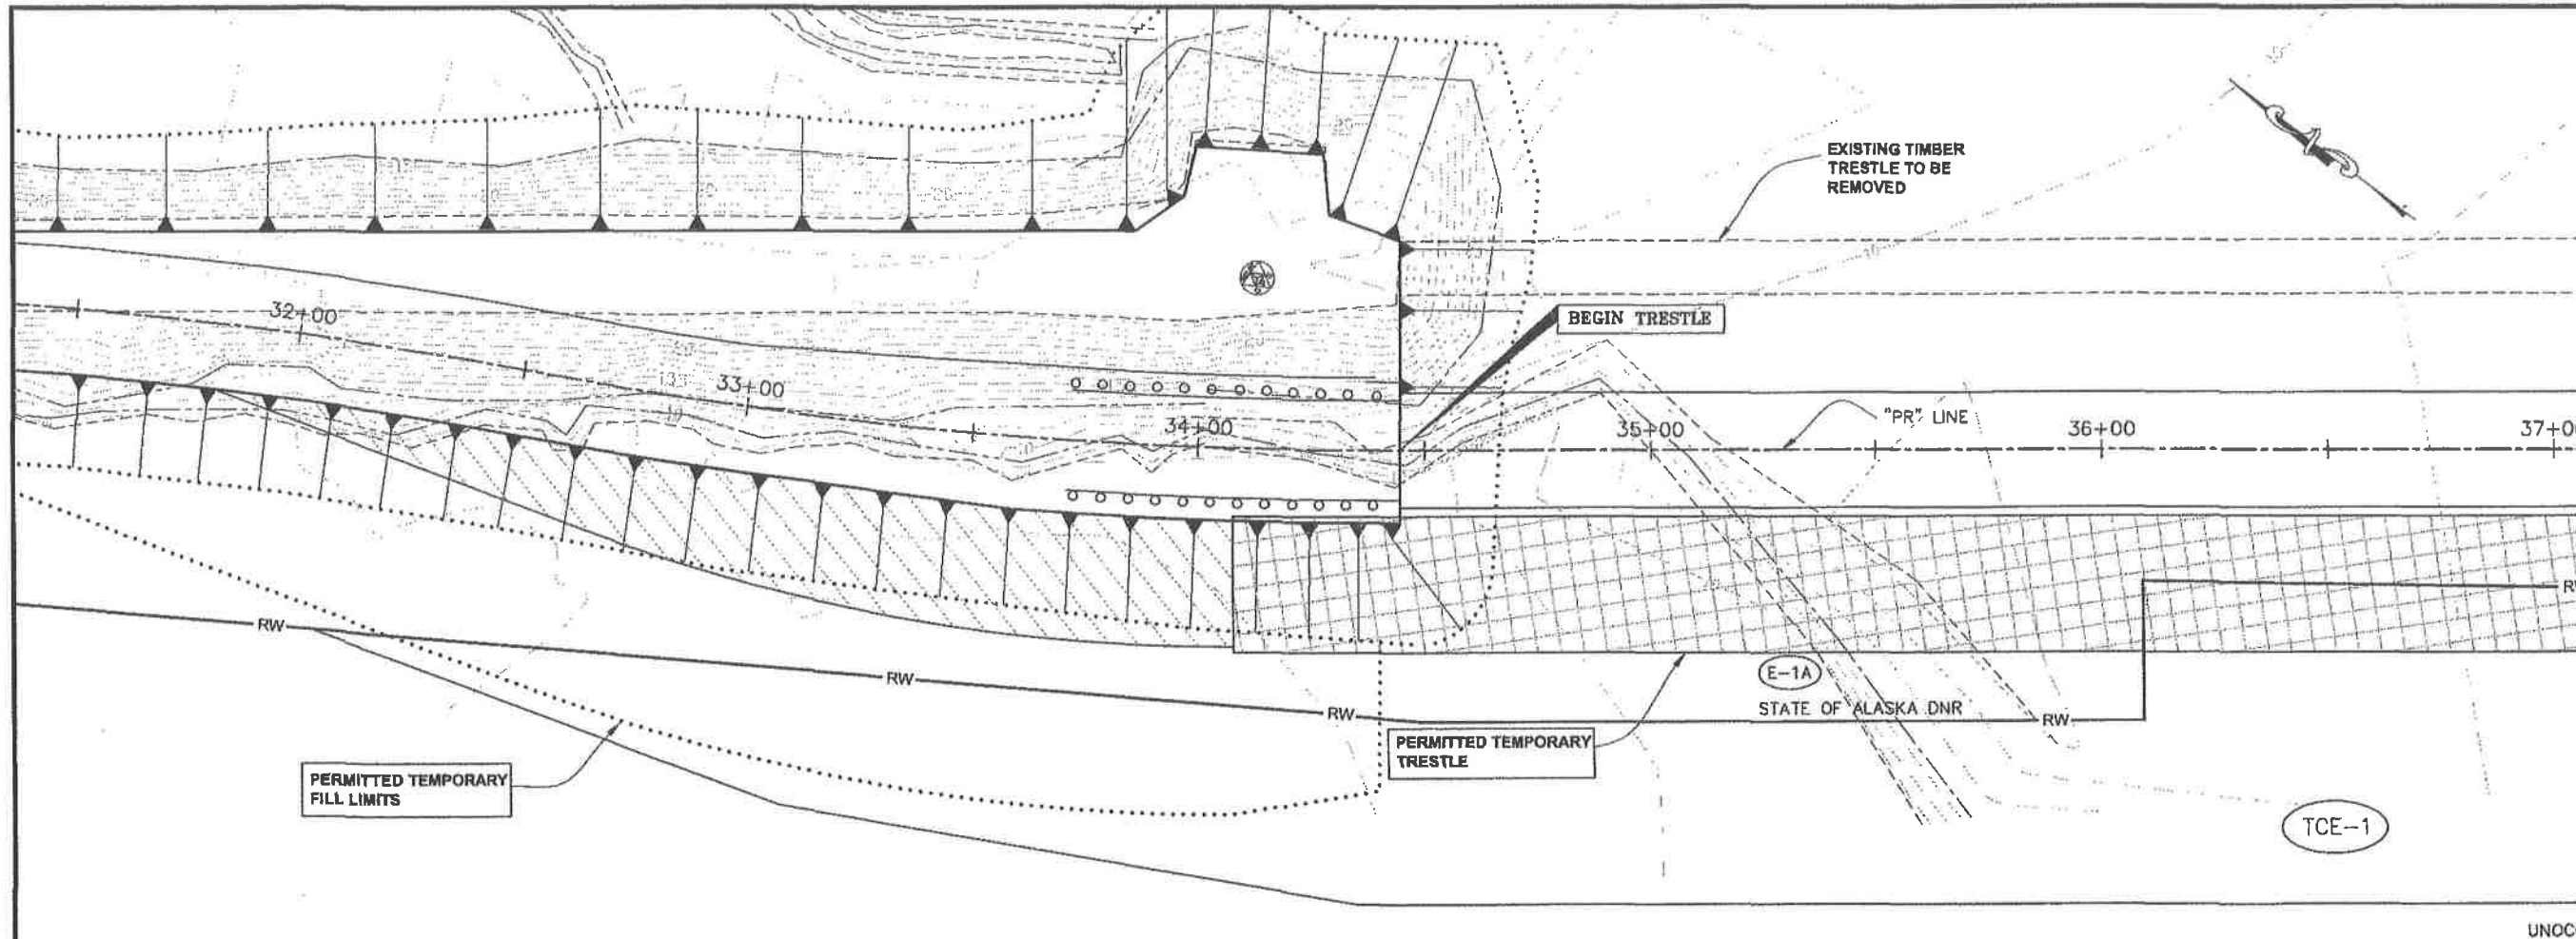 EXISTING TIMBER
TRESTLE TO BE
REMOVED
BEGIN TRESTLE
32+00
33+00
34+00
35+00
"PR" LINE
36+00
37+0
RW
RW
RW
RW
E-1A
STATE OF ALASKA DNR
PERMITTED TEMPORARY
TRESTLE
PERMITTED TEMPORARY
FILL LIMITS
TCE-1
UNOC